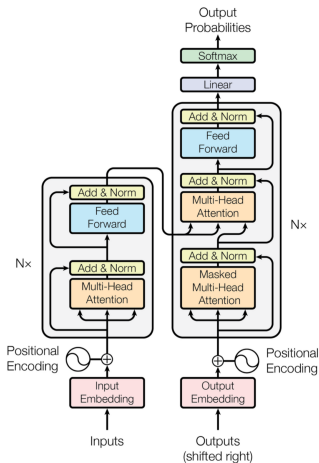 Output
Probabilities
Softmax
Linear
Add & Norm
Feed
Forward
Add & Norm
Multi-Head
Attention
Add & Norm
Masked
Multi-Head
Attention
Nx
Positional
Encoding
Output
Embedding
Outputs
(shifted right)
Add & Norm
Feed
Forward
Add & Norm
Multi-Head
Attention
Nx
Positional
Encoding
Input
Embedding
Inputs